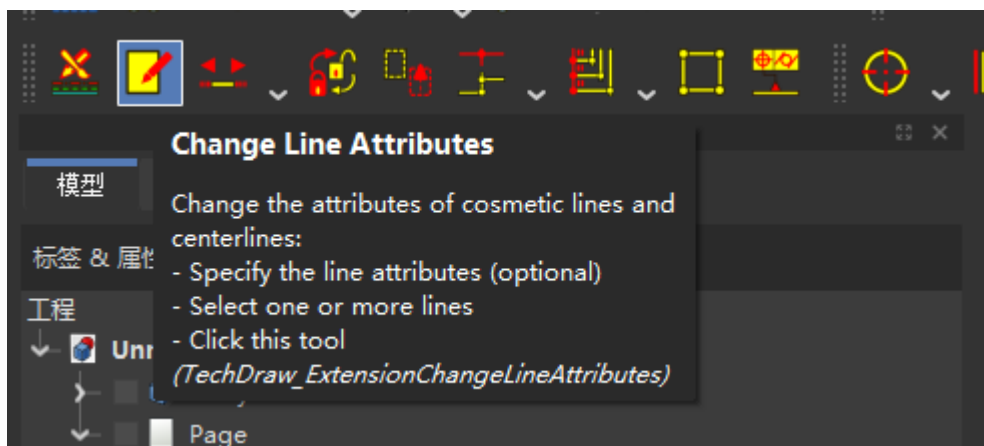 Change Line Attributes
模型
Change the attributes of cosmetic lines and
centerlines:
标签 & 属
- Specify the line attributes (optional)
- Select one or more lines
工程
- Click this tool
(TechDraw_ExtensionChangeLineAttributes)
Page